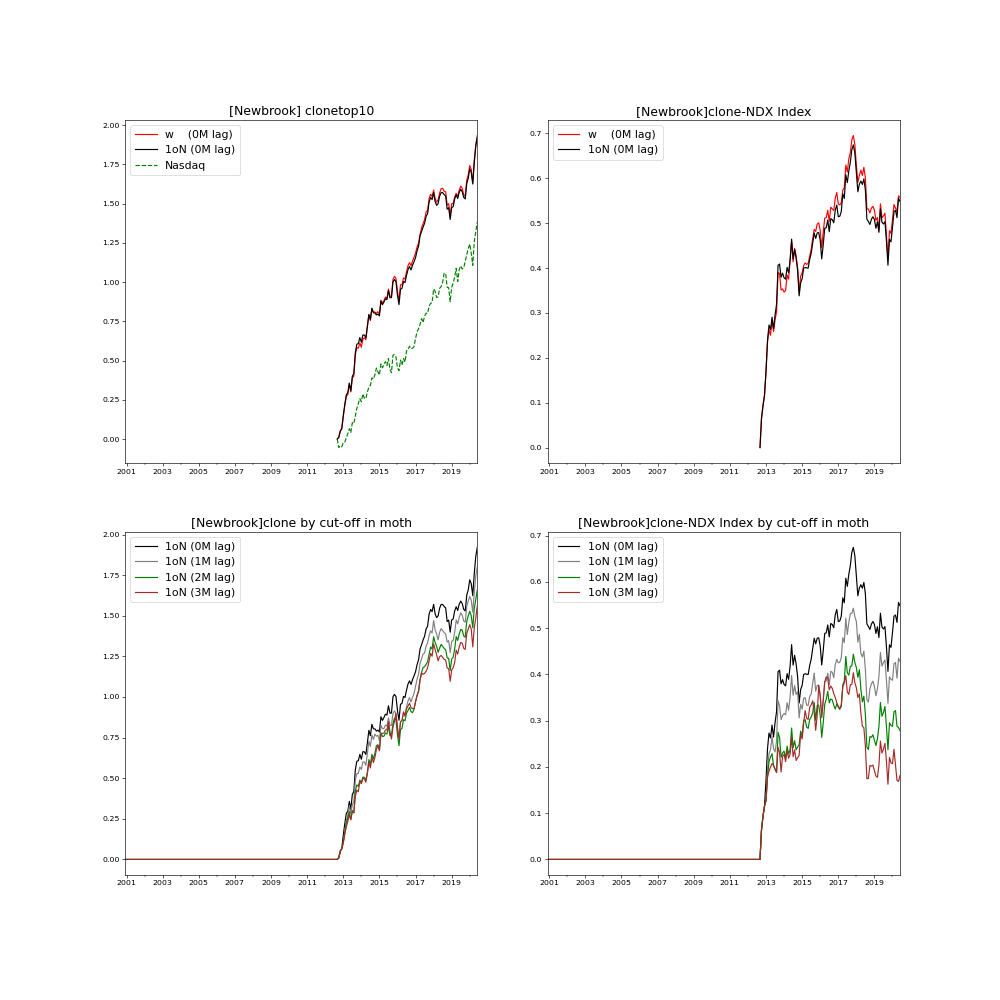 [Newbrook] clonetop10
2.00
1.75
1.50
1.25
1.00
0.75
0.50
0.25
0.00
w (0M lag)
1oN (0M lag)
Nasdaq
2001 2003 2005 2007 2009 2011 2013 2015 2017 2019
[Newbrook]clone-NDX Index
0.7
0.6
0.5
0.4
0.3
0.2
0.1
0.0
w (0M lag)
1oN (0M lag)
2001 2003 2005 2007 2009 2011 2013 2015 2017 2019
[Newbrook]clone by cut-off in moth
2.00
1.75
1.50
1.25
1.00
0.75
0.50
0.25
0.00
1oN (0M lag)
1oN (1M lag)
1oN (2M lag)
1oN (3M lag)
2001 2003 2005 2007 2009 2011 2013 2015 2017 2019
[Newbrook]clone-NDX Index by cut-off in moth
0.7
0.6
0.5
0.4
0.3
0.2
0.1
0.0
1oN (0M lag)
1oN (1M lag)
1oN (2M lag)
1oN (3M lag)
2001 2003 2005 2007 2009 2011 2013 2015 2017 2019